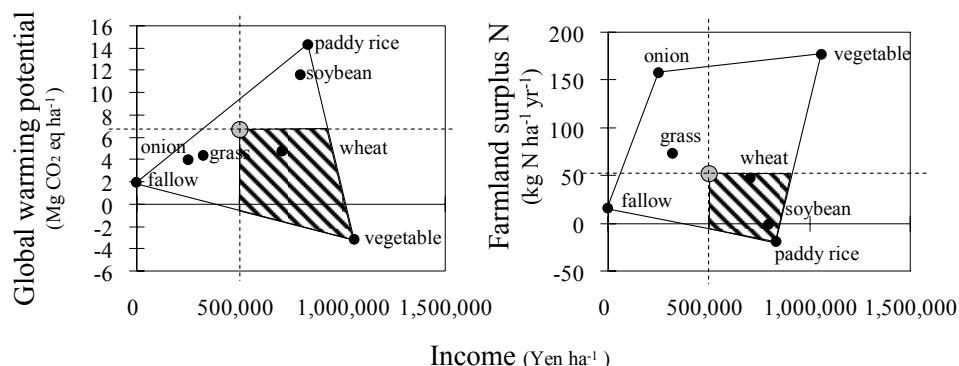 Global warming potential
(Mg CO₂ eq ha⁻¹)
16
14
12
10
8
6
4
2
0
-2
-4
-6
paddy rice
soybean
onion
grass
wheat
fallow
vegetable
0
500,000
1,000,000
1,500,000
Farmland surplus N
(kg N ha⁻¹ yr⁻¹)
200
150
100
50
0
-50
onion
vegetable
grass
wheat
fallow
soybean
paddy rice
0
500,000
1,000,000
1,500,000
Income (Yen ha⁻¹ )